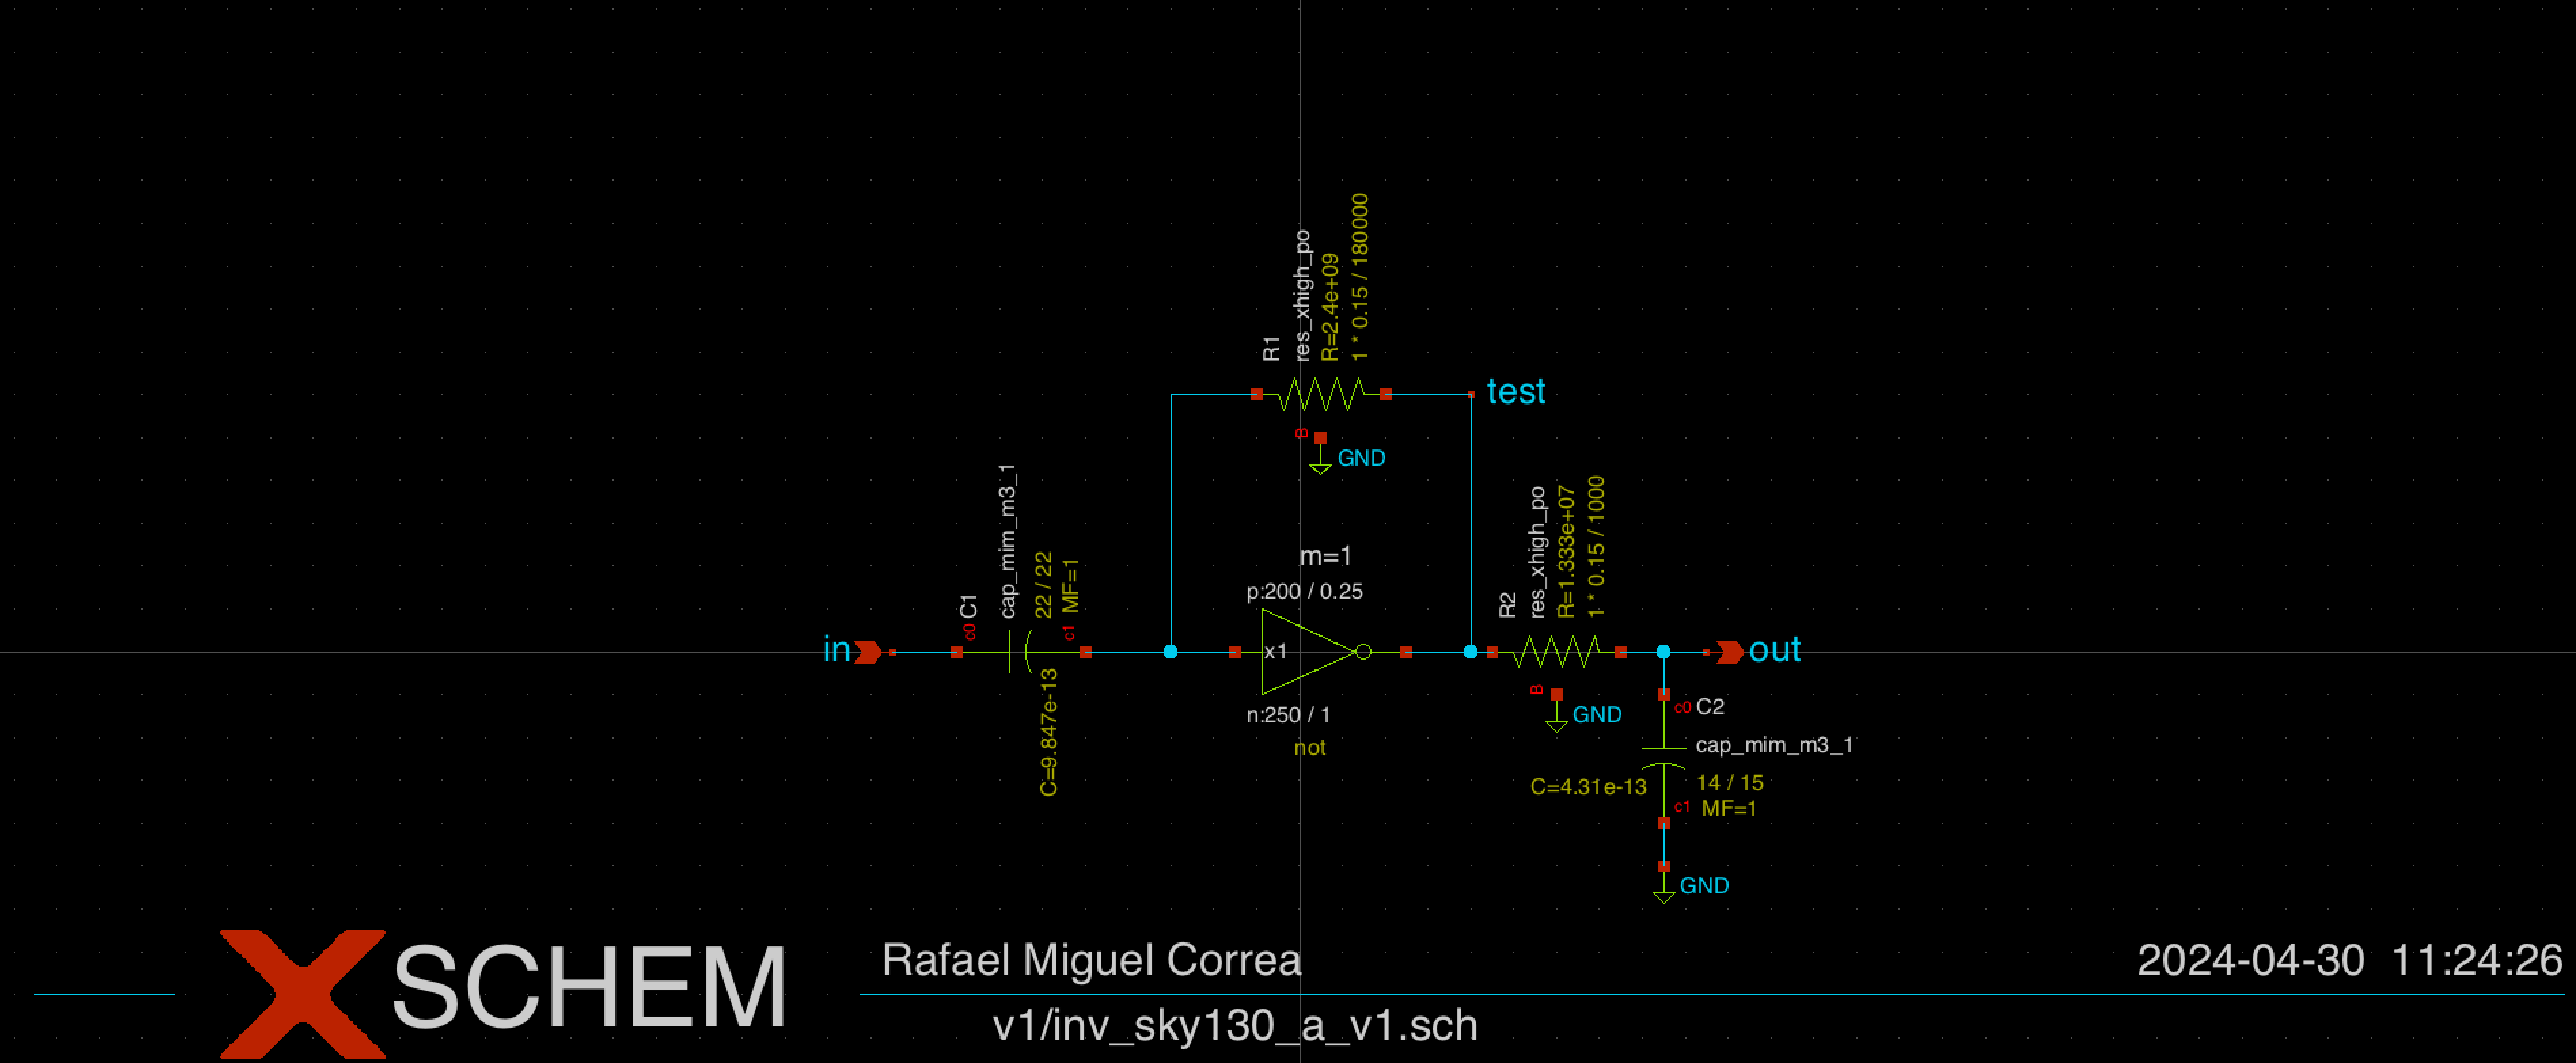 R1
res_xhigh_po
R=2.4e+09
1 * 0.15 / 180000
test
B
GND
in
c0
C1
cap_mim_m3_1
22 / 22
MF=1
c1
C=9.847e-13
m=1
p:200 / 0.25
x1
n:250 / 1
not
R2
res_xhigh_po
R=1.333e+07
1 * 0.15 / 1000
B
GND
out
c0 C2
cap_mim_m3_1
C=4.31e-13
14 / 15
c1 MF=1
GND
XSCHEM
Rafael Miguel Correa
2024-04-30 11:24:26
v1/inv_sky130_a_v1.sch